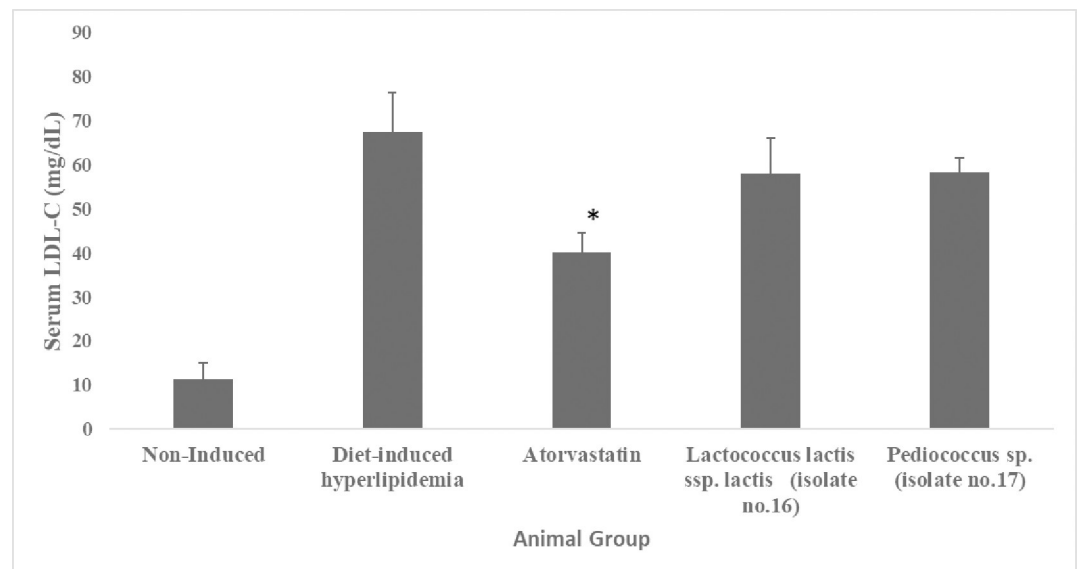 90
80
70
60
50
40
30
20
10
0
Serum LDL-C (mg/dL)
*
Non-Induced
Diet-induced
hyperlipidemia
Atorvastatin
Lactococcus lactis
ssp. lactis (isolate
no.16)
Pediococcus sp.
(isolate no.17)
Animal Group